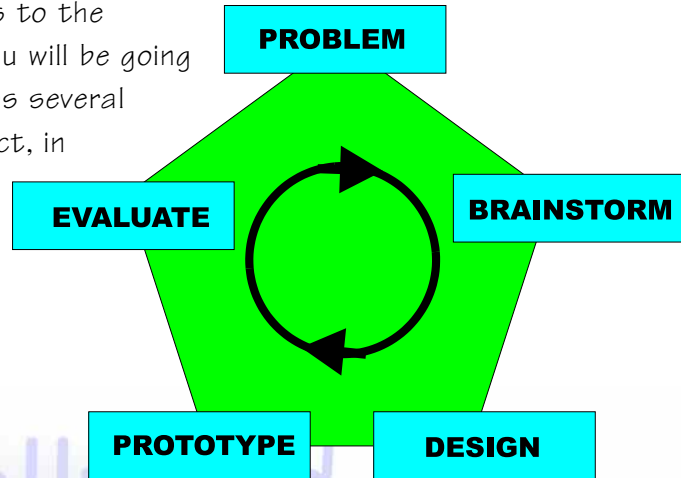 s to the
u will be going
s several
ct, in
PROBLEM
EVALUATE
BRAINSTORM
PROTOTYPE
DESIGN